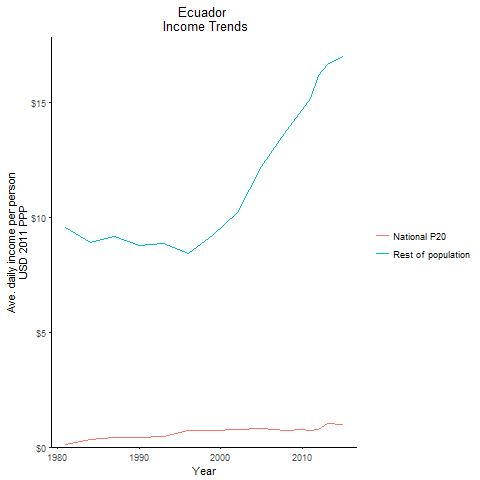 Ecuador
Income Trends
Ave. daily income per person
USD 2011 PPP
$15
$10
$5
$0
1980
1990
2000
2010
Year
National P20
Rest of population